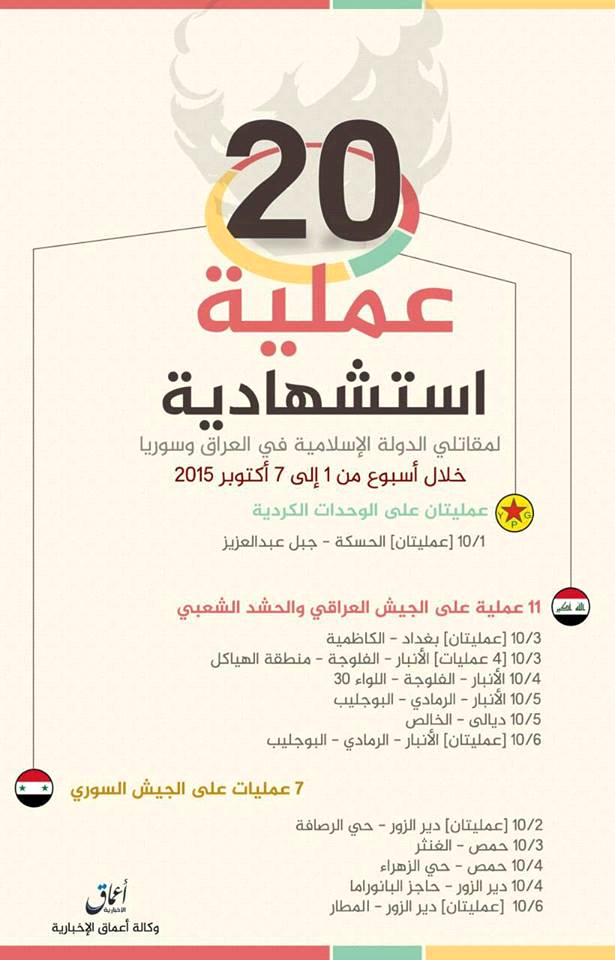 20
عملية
استشهادية
لمقاتلي الدولة الإسلامية في العراق وسوريا
خلال أسبوع من 1 إلى 7 أكتوبر 2015
عمليتان على الوحدات الكردية
Y P G
10/1 [عمليتان] الحسكة - جبل عبدالعزيز
11 عملية على الجيش العراقي والحشد الشعبي
الله أكبر
10/3 [عمليتان] بغداد - الكاظمية
10/3 [4 عمليات] الأنبار - الفلوجة - منطقة الهياكل
10/4 الأنبار - الفلوجة - اللواء 30
10/5 الأنبار - الرمادي - البوجليب
10/5 ديالى - الخالص
10/6 [عمليتان] الأنبار - الرمادي - البوجليب
7 عمليات على الجيش السوري
10/2 [عمليتان] دير الزور - حي الرصافة
10/3 حمص - الغنثر
10/4 حمص - حي الزهراء
10/4 دير الزور - حاجز البانوراما
10/6 [عمليتان] دير الزور - المطار
أعماق
الإخبارية
وكالة أعماق الإخبارية